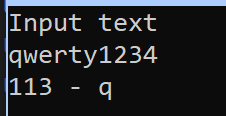 Input text
qwerty1234
113 - q